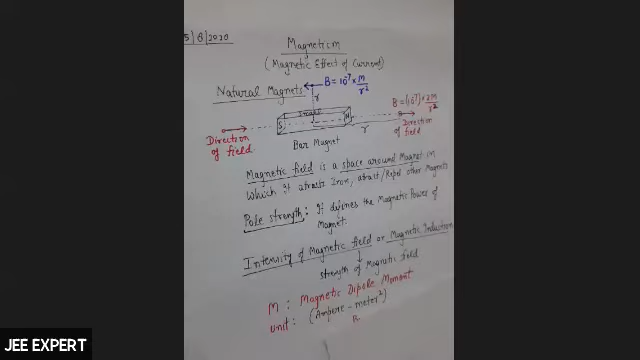 5/8/2020
Magnetism
(Magnetic Effect of Current)
Natural Magnets
B = 10⁻⁷ × M/r²
r
B = (10⁻⁷) × 2M/r²
S
N
Direction of field
r
Direction of field
Bar Magnet
Magnetic field is a space around Magnet in
which it attracts Iron, attract/Repel other Magnets
Pole strength: It defines the Magnetic Power of
Magnet.
Intensity of Magnetic field or Magnetic Induction
strength of Magnetic field
M : Magnetic Dipole Moment
unit : (Ampere - meter²)
JEE EXPERT